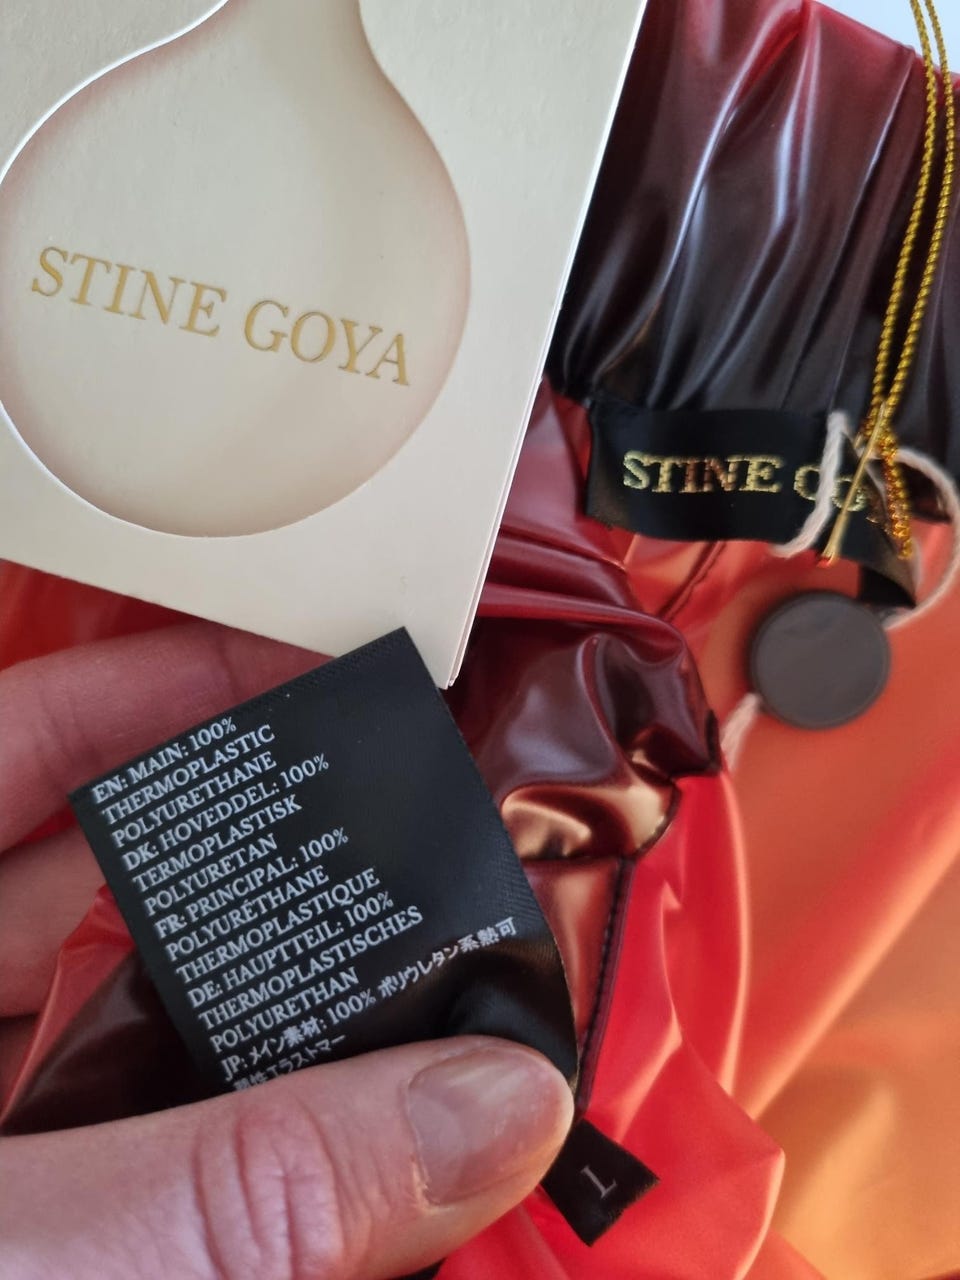 STINE GOYA
STINE GO
EN: MAIN: 100%
THERMOPLASTIC
POLYURETHANE
DK: HOVEDDEL: 100%
TERMOPLASTISK
POLYURETAN
FR: PRINCIPAL: 100%
POLYURÉTHANE
THERMOPLASTIQUE
DE: HAUPTTEIL: 100%
THERMOPLASTISCHES
POLYURETHAN
JP: メイン素材: 100% ポリウレタン系熱可
塑性エラストマー
L